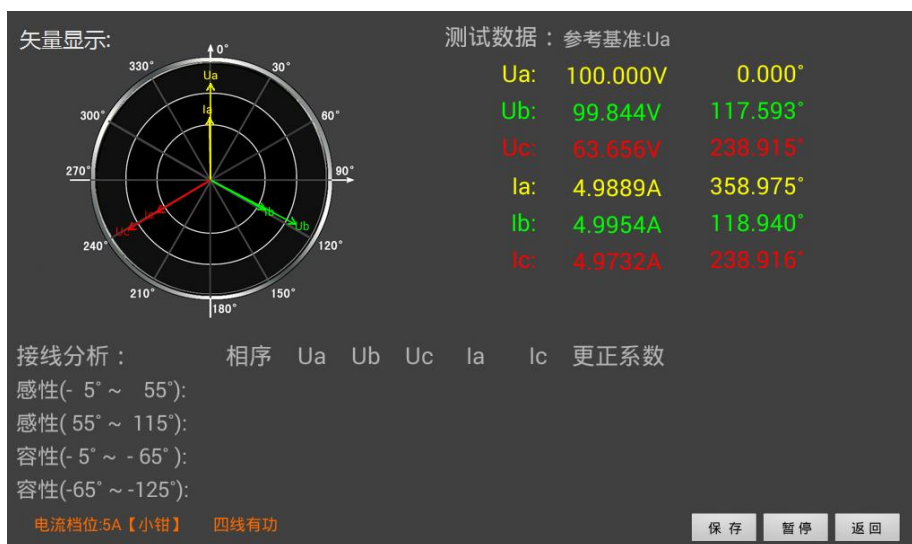 矢量显示:
测试数据： 参考基准:Ua
0°
30°
60°
90°
120°
150°
180°
210°
240°
270°
300°
330°
Ua
Ia
Ub
Ib
Uc
Ic
Ua: 100.000V 0.000°
Ub: 99.844V 117.593°
Uc: 63.656V 238.915°
Ia: 4.9889A 358.975°
Ib: 4.9954A 118.940°
Ic: 4.9732A 238.916°
接线分析： 相序 Ua Ub Uc Ia Ic 更正系数
感性(- 5°～ 55°):
感性( 55°～ 115°):
容性(- 5°～ - 65° ):
容性(-65°～-125°):
电流档位:5A【小钳】 四线有功
保 存 暂 停 返 回